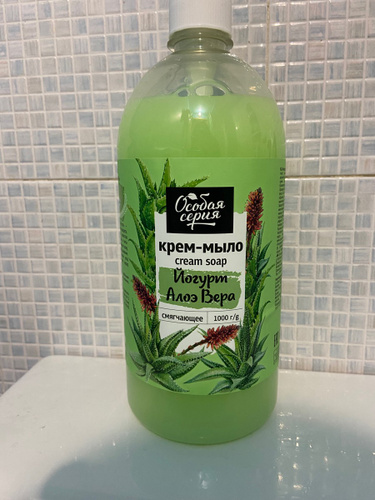 Особая
серия
крем-мыло
cream soap
Йогурт
Алоэ Вера
смягчающее 1000 г/g